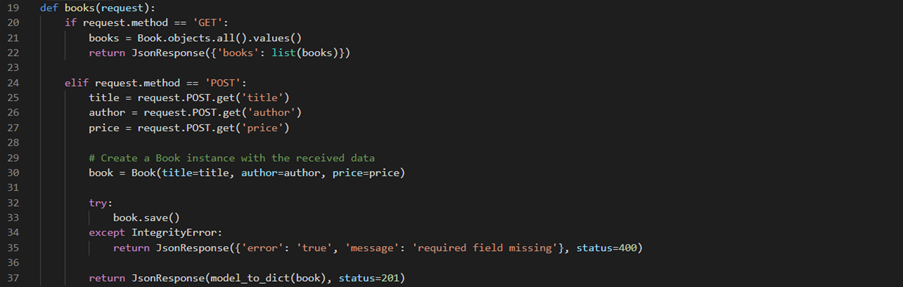 19 def books(request):
20     if request.method == 'GET':
21         books = Book.objects.all().values()
22         return JsonResponse({'books': list(books)})
23
24     elif request.method == 'POST':
25         title = request.POST.get('title')
26         author = request.POST.get('author')
27         price = request.POST.get('price')
28
29         # Create a Book instance with the received data
30         book = Book(title=title, author=author, price=price)
31
32         try:
33             book.save()
34         except IntegrityError:
35             return JsonResponse({'error': 'true', 'message': 'required field missing'}, status=400)
36
37         return JsonResponse(model_to_dict(book), status=201)